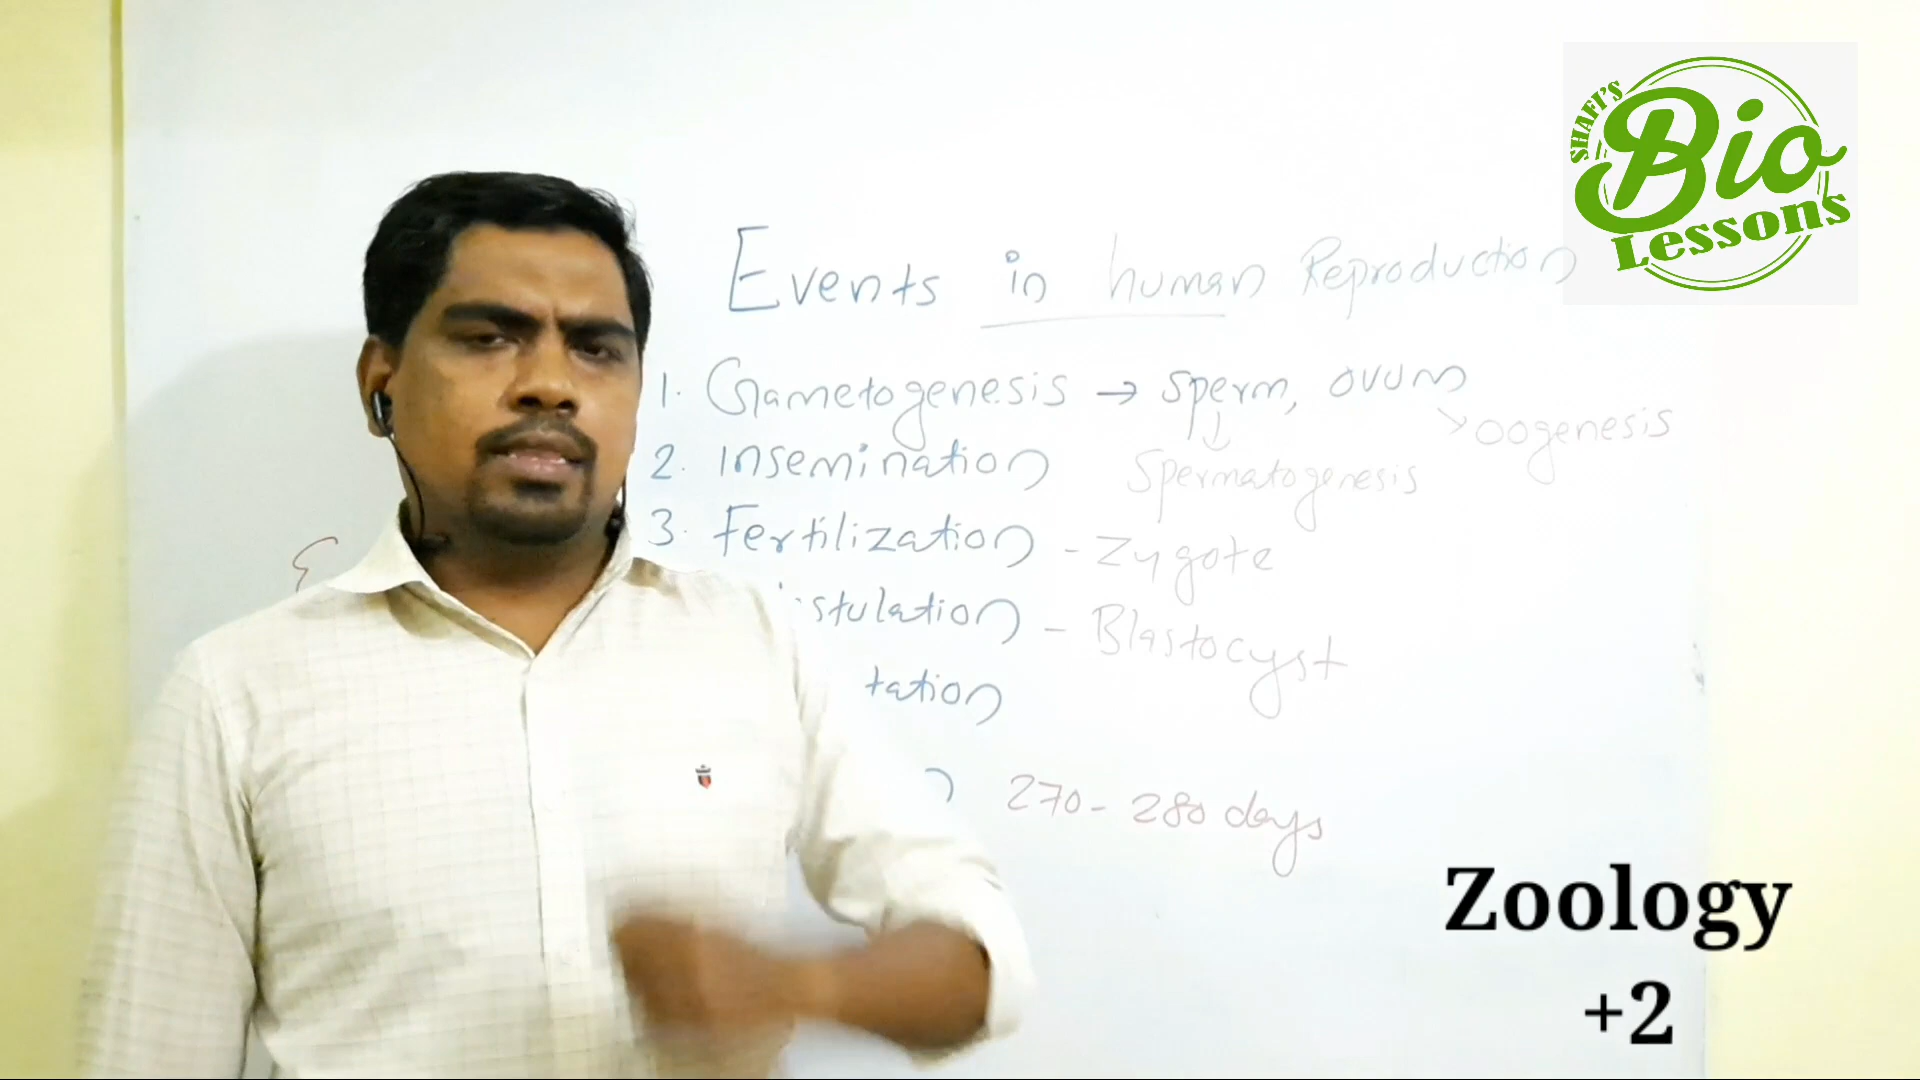 SHAFI'S
Bio
Lessons
Events in human Reproduction
1. Gametogenesis → Sperm, ovum
oogenesis
2. Insemination
Spermatogenesis
3. Fertilization - Zygote
stulation - Blastocyst
tation
270-280 days
Zoology
+2